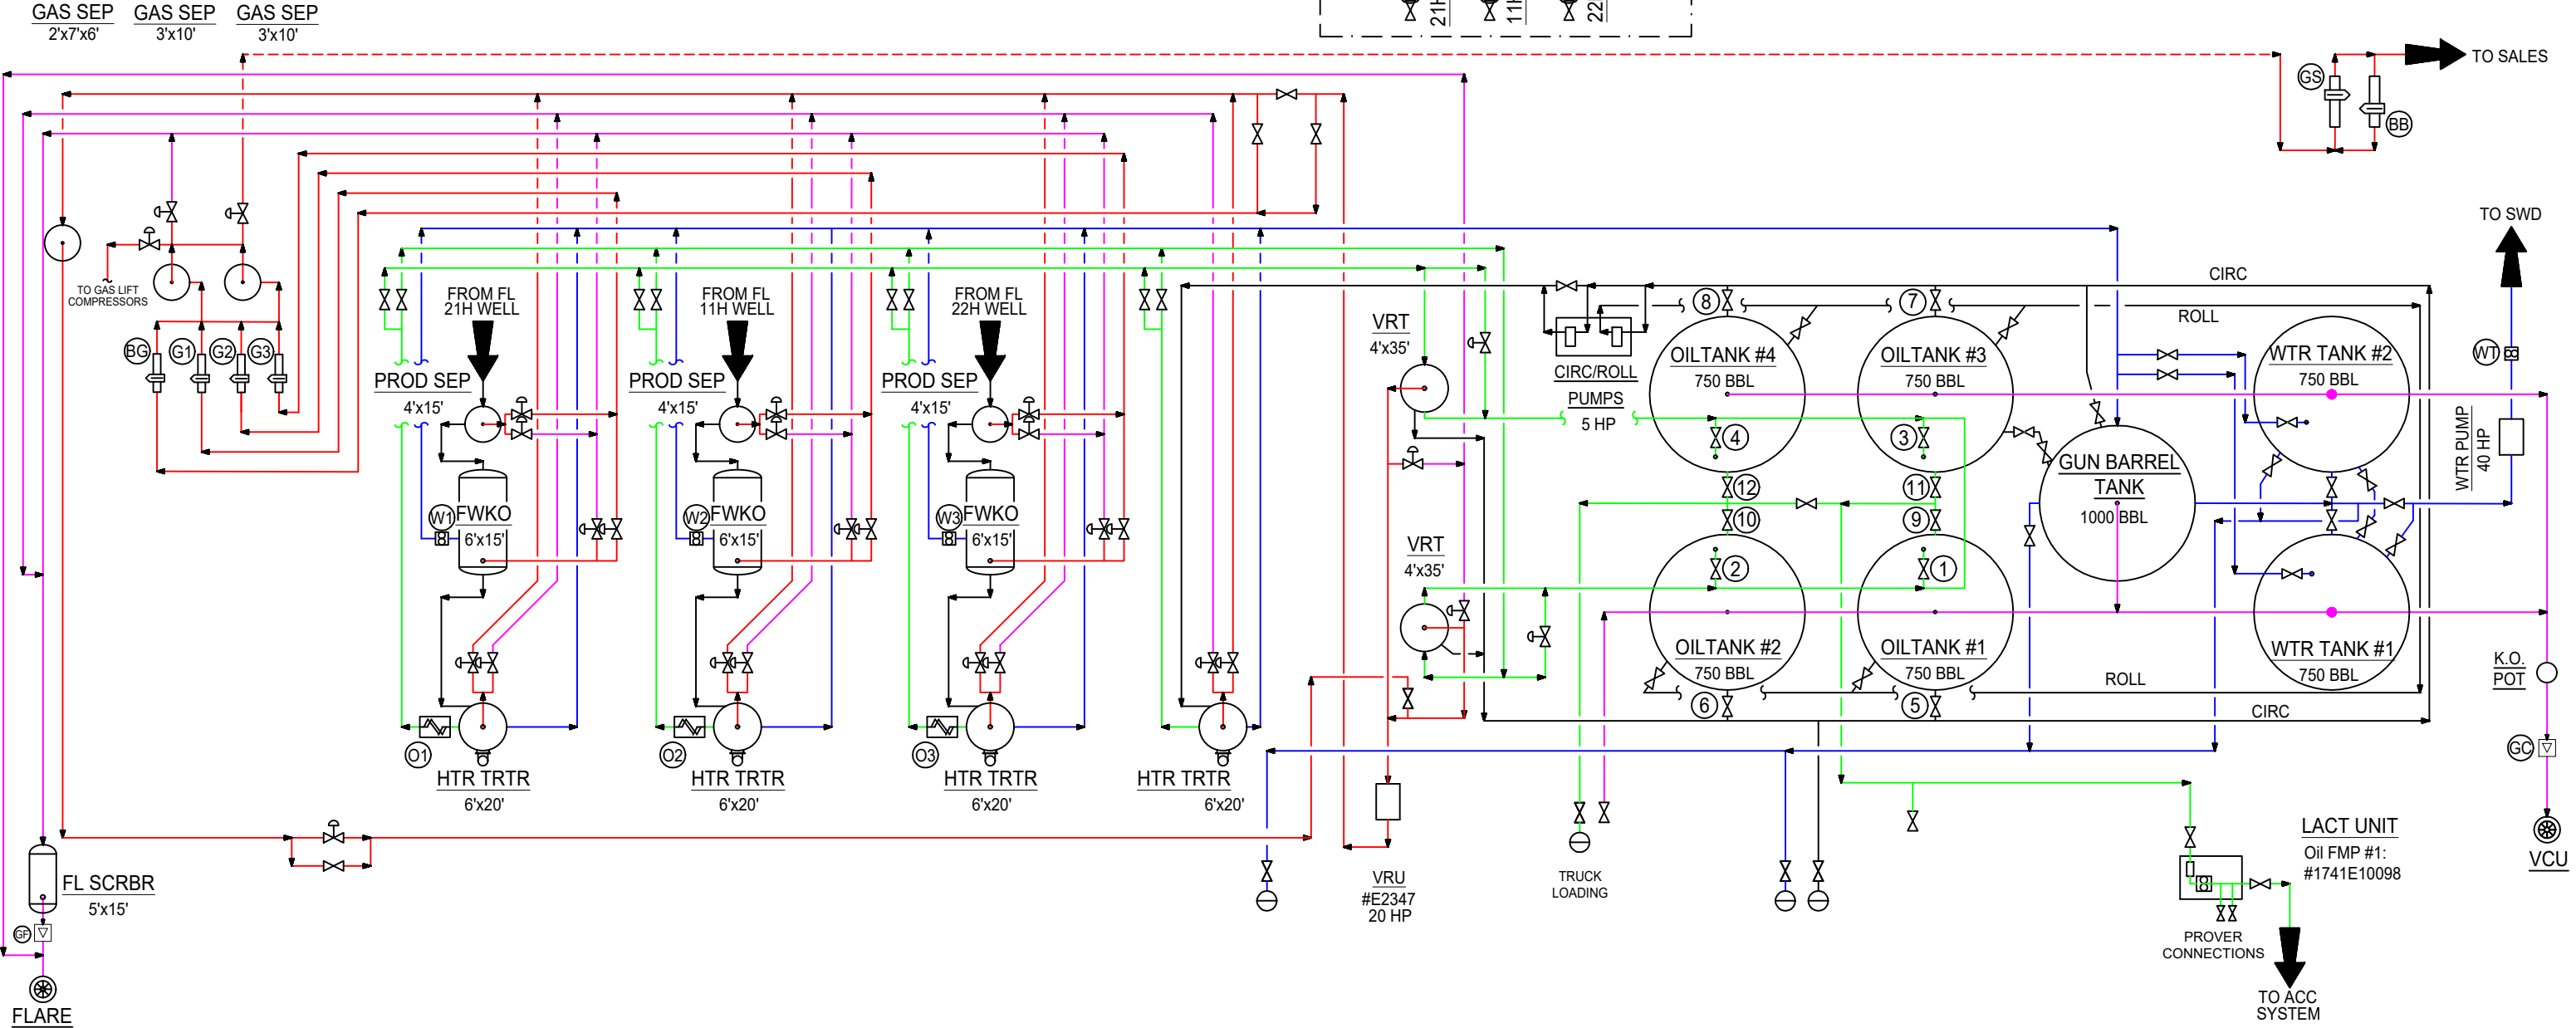 GAS SEP
2'x7'x6'
GAS SEP
3'x10'
GAS SEP
3'x10'
21H
11H
22
TO SALES
GS
BB
TO GAS LIFT
COMPRESSORS
BG
G1
G2
G3
FROM FL
21H WELL
PROD SEP
4'x15'
W1
FWKO
6'x15'
O1
HTR TRTR
6'x20'
FROM FL
11H WELL
PROD SEP
4'x15'
W2
FWKO
6'x15'
O2
HTR TRTR
6'x20'
FROM FL
22H WELL
PROD SEP
4'x15'
W3
FWKO
6'x15'
O3
HTR TRTR
6'x20'
HTR TRTR
6'x20'
VRT
4'x35'
VRT
4'x35'
VRU
#E2347
20 HP
CIRC/ROLL
PUMPS
5 HP
CIRC
ROLL
8
7
OILTANK #4
750 BBL
OILTANK #3
750 BBL
4
3
12
11
10
9
2
1
OILTANK #2
750 BBL
OILTANK #1
750 BBL
6
5
ROLL
CIRC
GUN BARREL
TANK
1000 BBL
WTR TANK #2
750 BBL
WTR TANK #1
750 BBL
TO SWD
WT
WTR PUMP
40 HP
K.O.
POT
GC
VCU
TRUCK
LOADING
LACT UNIT
Oil FMP #1:
#1741E10098
PROVER
CONNECTIONS
TO ACC
SYSTEM
FL SCRBR
5'x15'
GF
FLARE